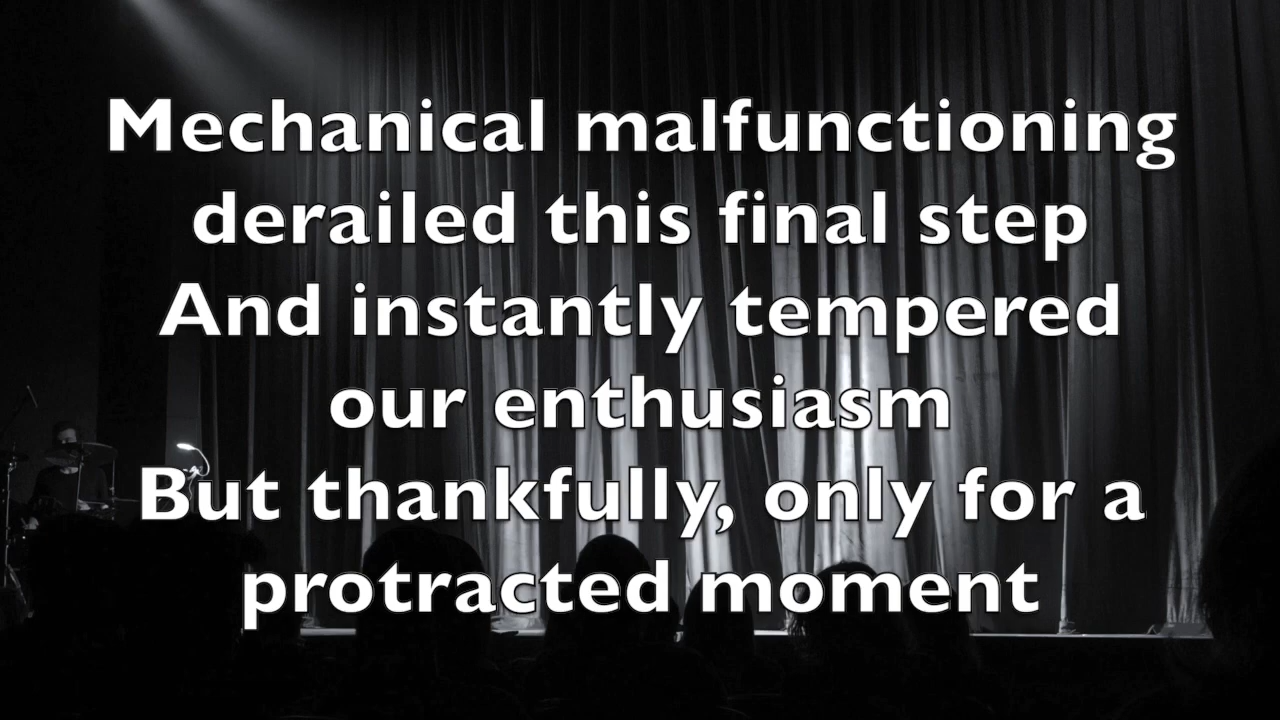 Mechanical malfunctioning
derailed this final step
And instantly tempered
our enthusiasm
But thankfully, only for a
protracted moment